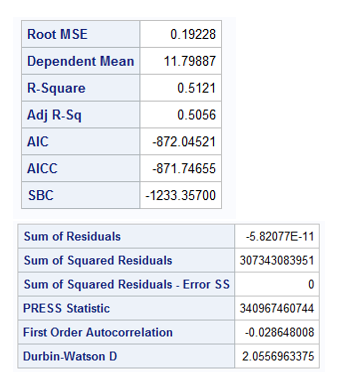 Root MSE 0.19228
Dependent Mean 11.79887
R-Square 0.5121
Adj R-Sq 0.5056
AIC -872.04521
AICC -871.74655
SBC -1233.35700
Sum of Residuals -5.82077E-11
Sum of Squared Residuals 307343083951
Sum of Squared Residuals - Error SS 0
PRESS Statistic 340967460744
First Order Autocorrelation -0.028648008
Durbin-Watson D 2.0556963375